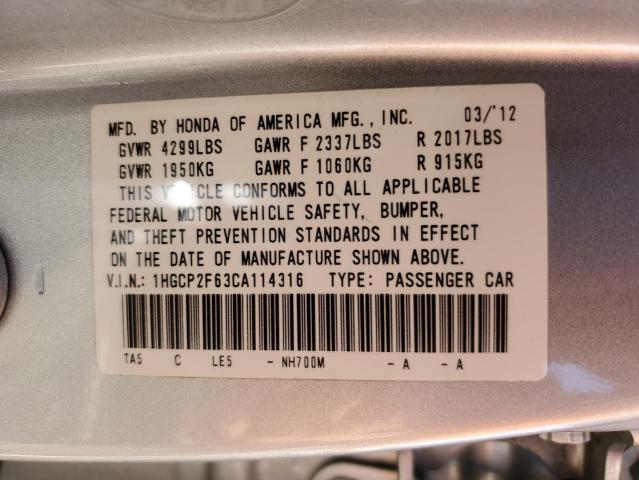 MFD. BY HONDA OF AMERICA MFG., INC. 03/'12
GVWR 4299LBS GAWR F 2337LBS R 2017LBS
GVWR 1950KG GAWR F 1060KG R 915KG
THIS VEHICLE CONFORMS TO ALL APPLICABLE
FEDERAL MOTOR VEHICLE SAFETY, BUMPER,
AND THEFT PREVENTION STANDARDS IN EFFECT
ON THE DATE OF MANUFACTURE SHOWN ABOVE.
V.I.N.: 1HGCP2F63CA114316 TYPE: PASSENGER CAR
TA5 C LE5 - NH700M - A - A